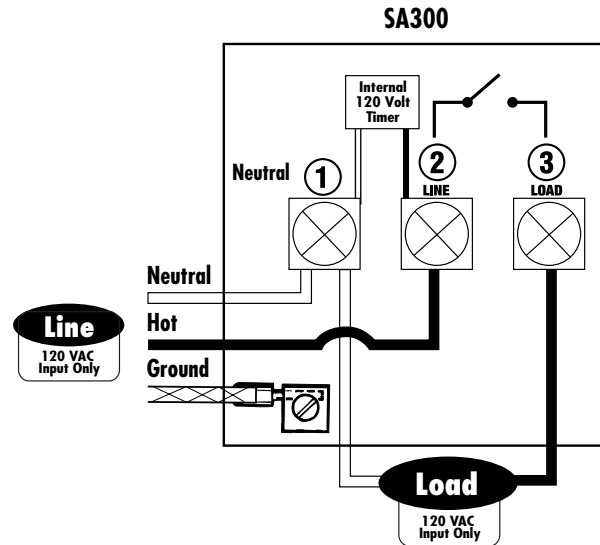 SA300
Internal
120 Volt
Timer
Neutral
1
2
LINE
3
LOAD
Neutral
Line
120 VAC
Input Only
Hot
Ground
Load
120 VAC
Input Only